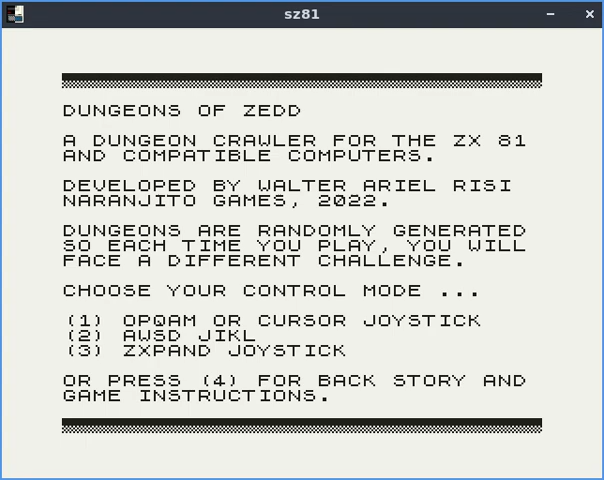 sz81
DUNGEONS OF ZEDD
A DUNGEON CRAWLER FOR THE ZX 81
AND COMPATIBLE COMPUTERS.
DEVELOPED BY WALTER ARIEL RISI
NARANJITO GAMES, 2022.
DUNGEONS ARE RANDOMLY GENERATED
SO EACH TIME YOU PLAY, YOU WILL
FACE A DIFFERENT CHALLENGE.
CHOOSE YOUR CONTROL MODE ...
(1) OPQAM OR CURSOR JOYSTICK
(2) AWSD JIKL
(3) ZXPAND JOYSTICK
OR PRESS (4) FOR BACK STORY AND
GAME INSTRUCTIONS.